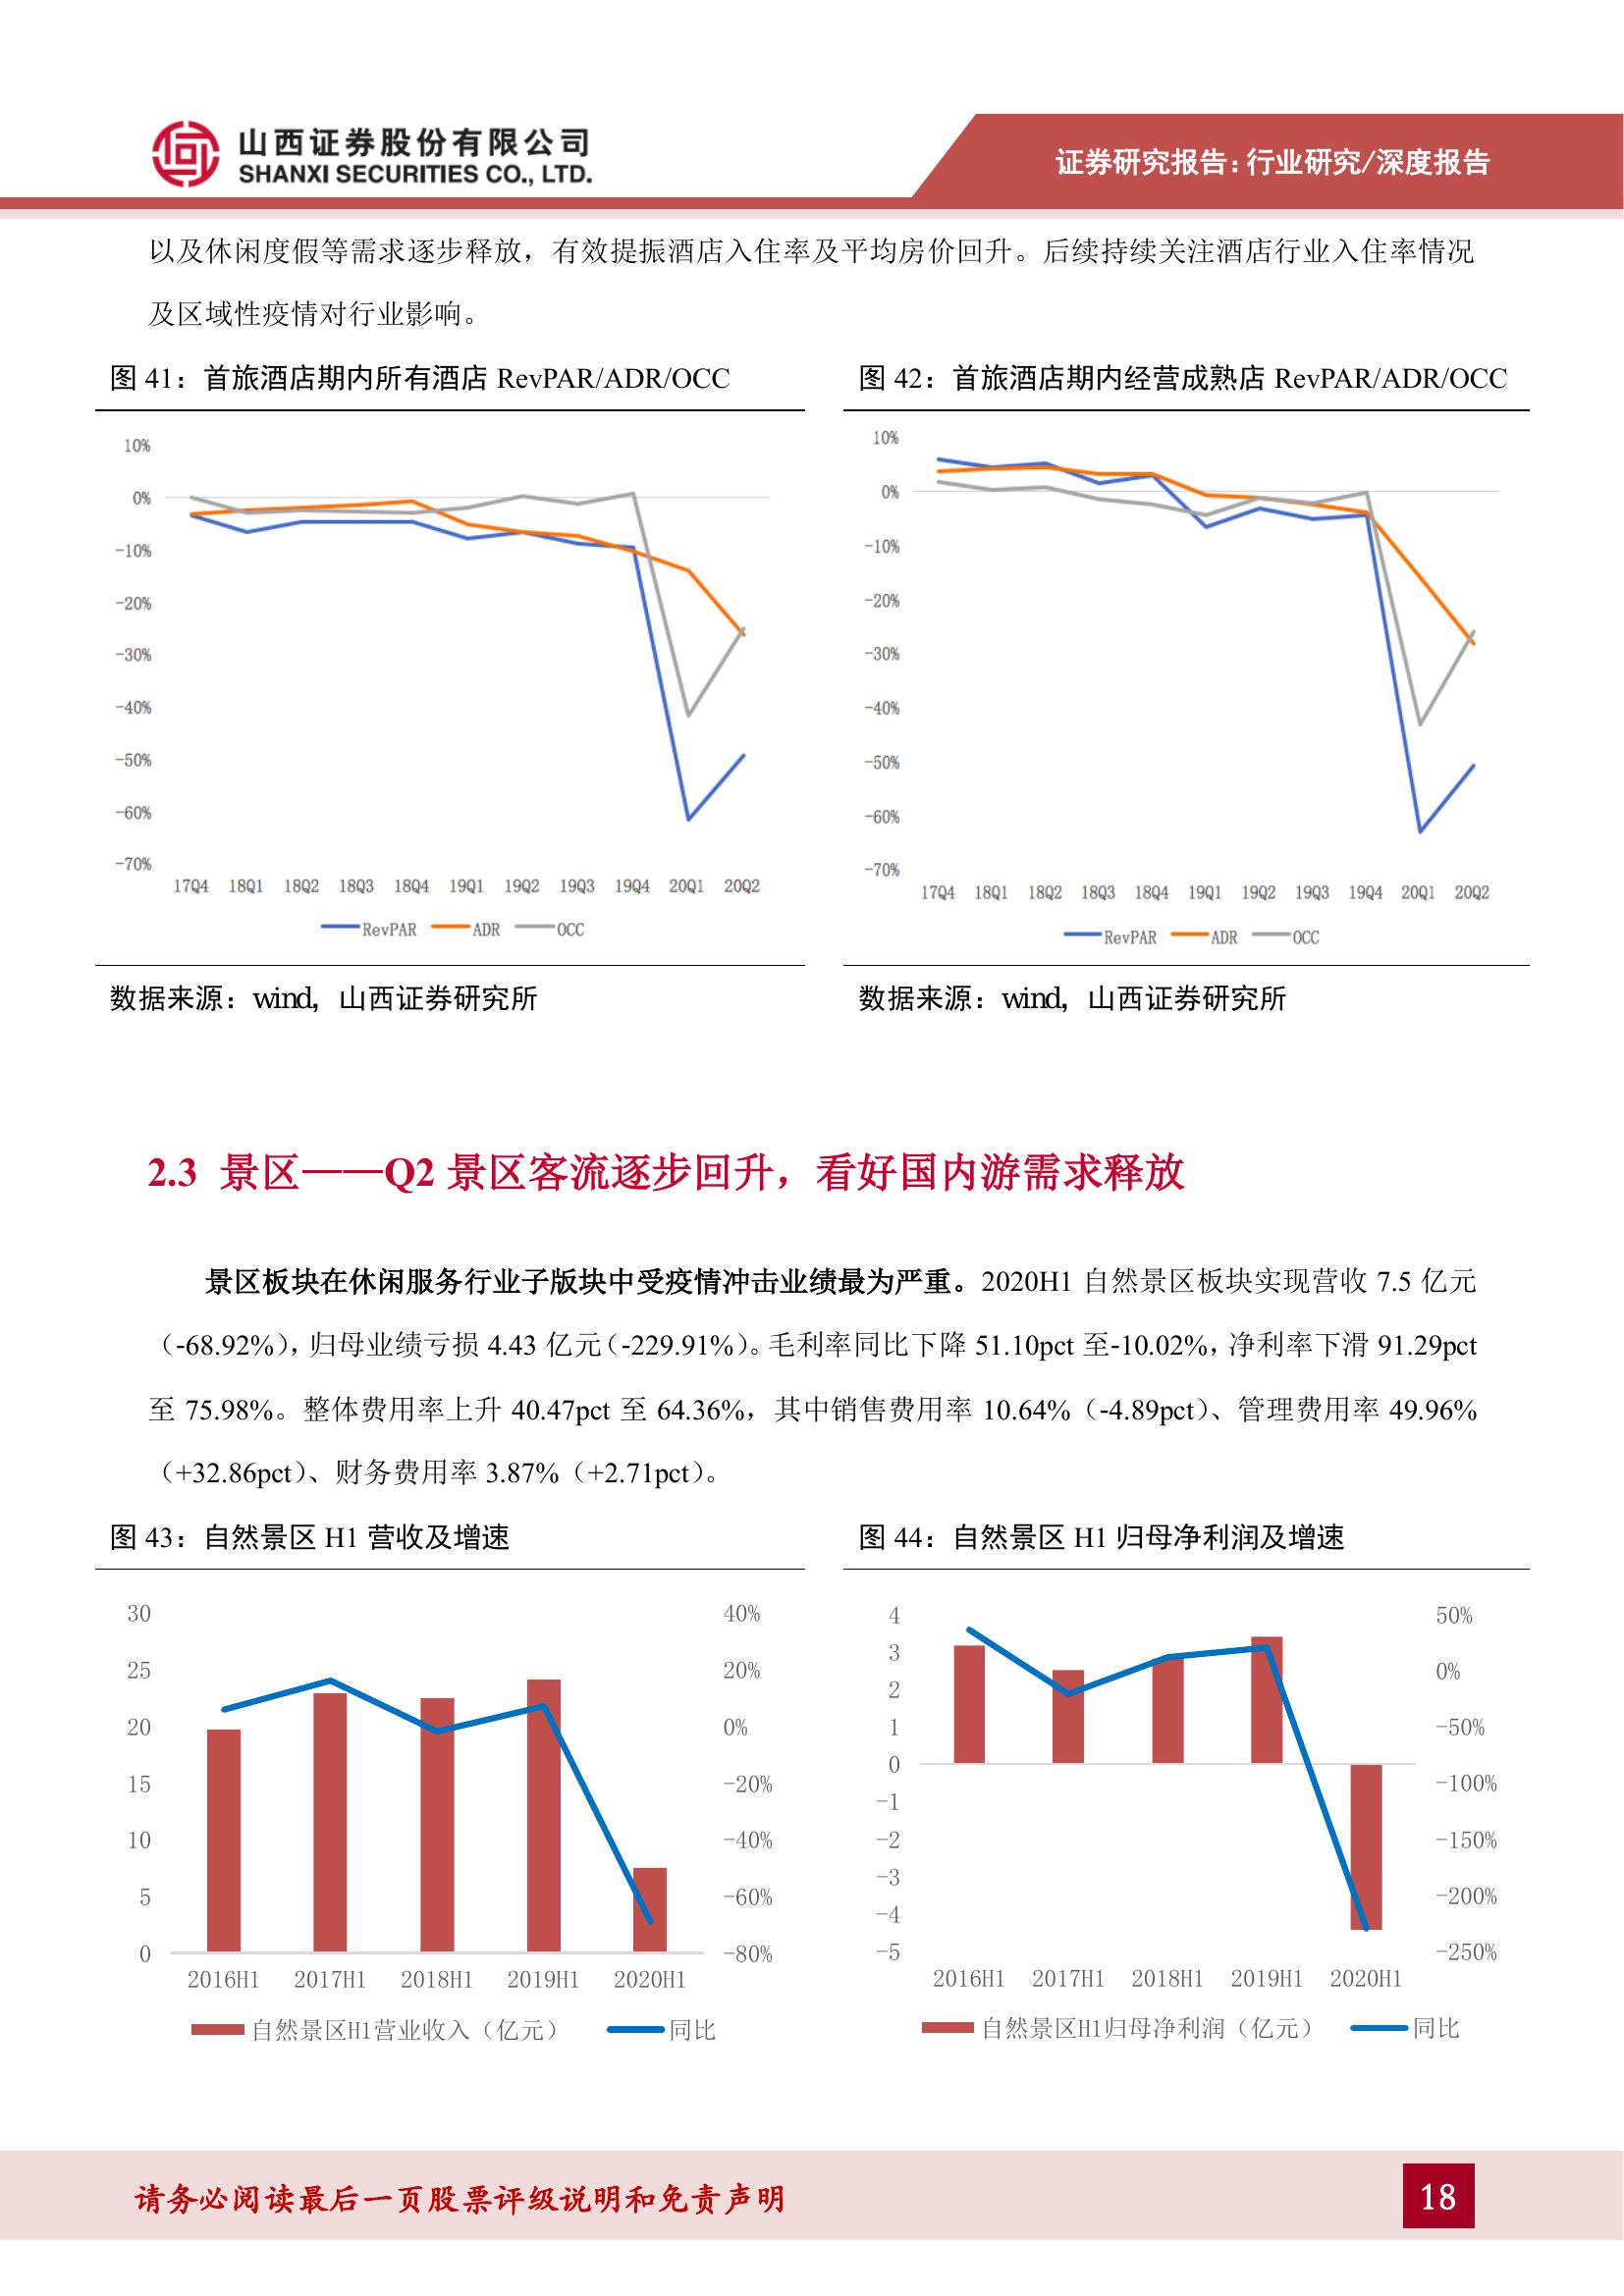 山西证券股份有限公司
SHANXI SECURITIES CO., LTD.
证券研究报告：行业研究/深度报告
以及休闲度假等需求逐步释放，有效提振酒店入住率及平均房价回升。后续持续关注酒店行业入住率情况
及区域性疫情对行业影响。
图 41：首旅酒店期内所有酒店 RevPAR/ADR/OCC
10%
0%
-10%
-20%
-30%
-40%
-50%
-60%
-70%
17Q4 18Q1 18Q2 18Q3 18Q4 19Q1 19Q2 19Q3 19Q4 20Q1 20Q2
RevPAR ADR OCC
数据来源：wind，山西证券研究所
图 42：首旅酒店期内经营成熟店 RevPAR/ADR/OCC
10%
0%
-10%
-20%
-30%
-40%
-50%
-60%
-70%
17Q4 18Q1 18Q2 18Q3 18Q4 19Q1 19Q2 19Q3 19Q4 20Q1 20Q2
RevPAR ADR OCC
数据来源：wind，山西证券研究所
2.3 景区——Q2 景区客流逐步回升，看好国内游需求释放
景区板块在休闲服务行业子版块中受疫情冲击业绩最为严重。2020H1 自然景区板块实现营收 7.5 亿元
（-68.92%），归母业绩亏损 4.43 亿元（-229.91%）。毛利率同比下降 51.10pct 至-10.02%，净利率下滑 91.29pct
至 75.98%。整体费用率上升 40.47pct 至 64.36%，其中销售费用率 10.64%（-4.89pct）、管理费用率 49.96%
（+32.86pct）、财务费用率 3.87%（+2.71pct）。
图 43：自然景区 H1 营收及增速
30
25
20
15
10
5
0
40%
20%
0%
-20%
-40%
-60%
-80%
2016H1 2017H1 2018H1 2019H1 2020H1
自然景区H1营业收入（亿元） 同比
图 44：自然景区 H1 归母净利润及增速
4
3
2
1
0
-1
-2
-3
-4
-5
50%
0%
-50%
-100%
-150%
-200%
-250%
2016H1 2017H1 2018H1 2019H1 2020H1
自然景区H1归母净利润（亿元） 同比
请务必阅读最后一页股票评级说明和免责声明
18